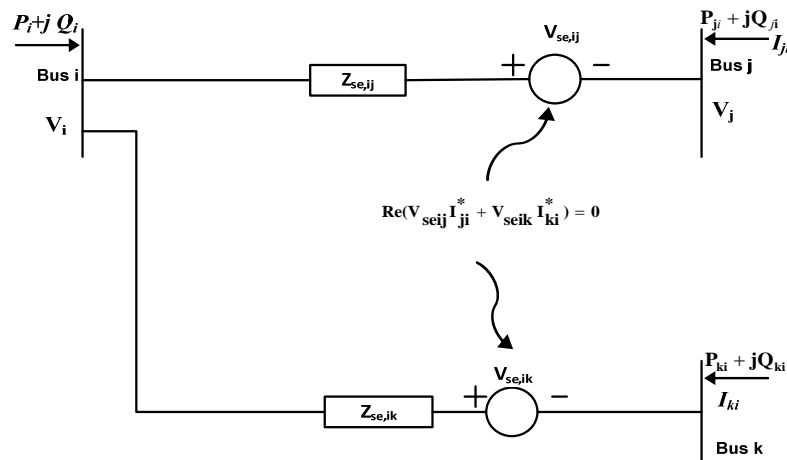 P_i+j Q_i
V_se,ij
P_ji + jQ_ji
Bus i
Z_se,ij
+
−
Bus j
V_i
V_j
Re(V_seij I*_ji + V_seik I*_ki) = 0
V_se,ik
P_ki + jQ_ki
Z_se,ik
+
−
I_ki
Bus k